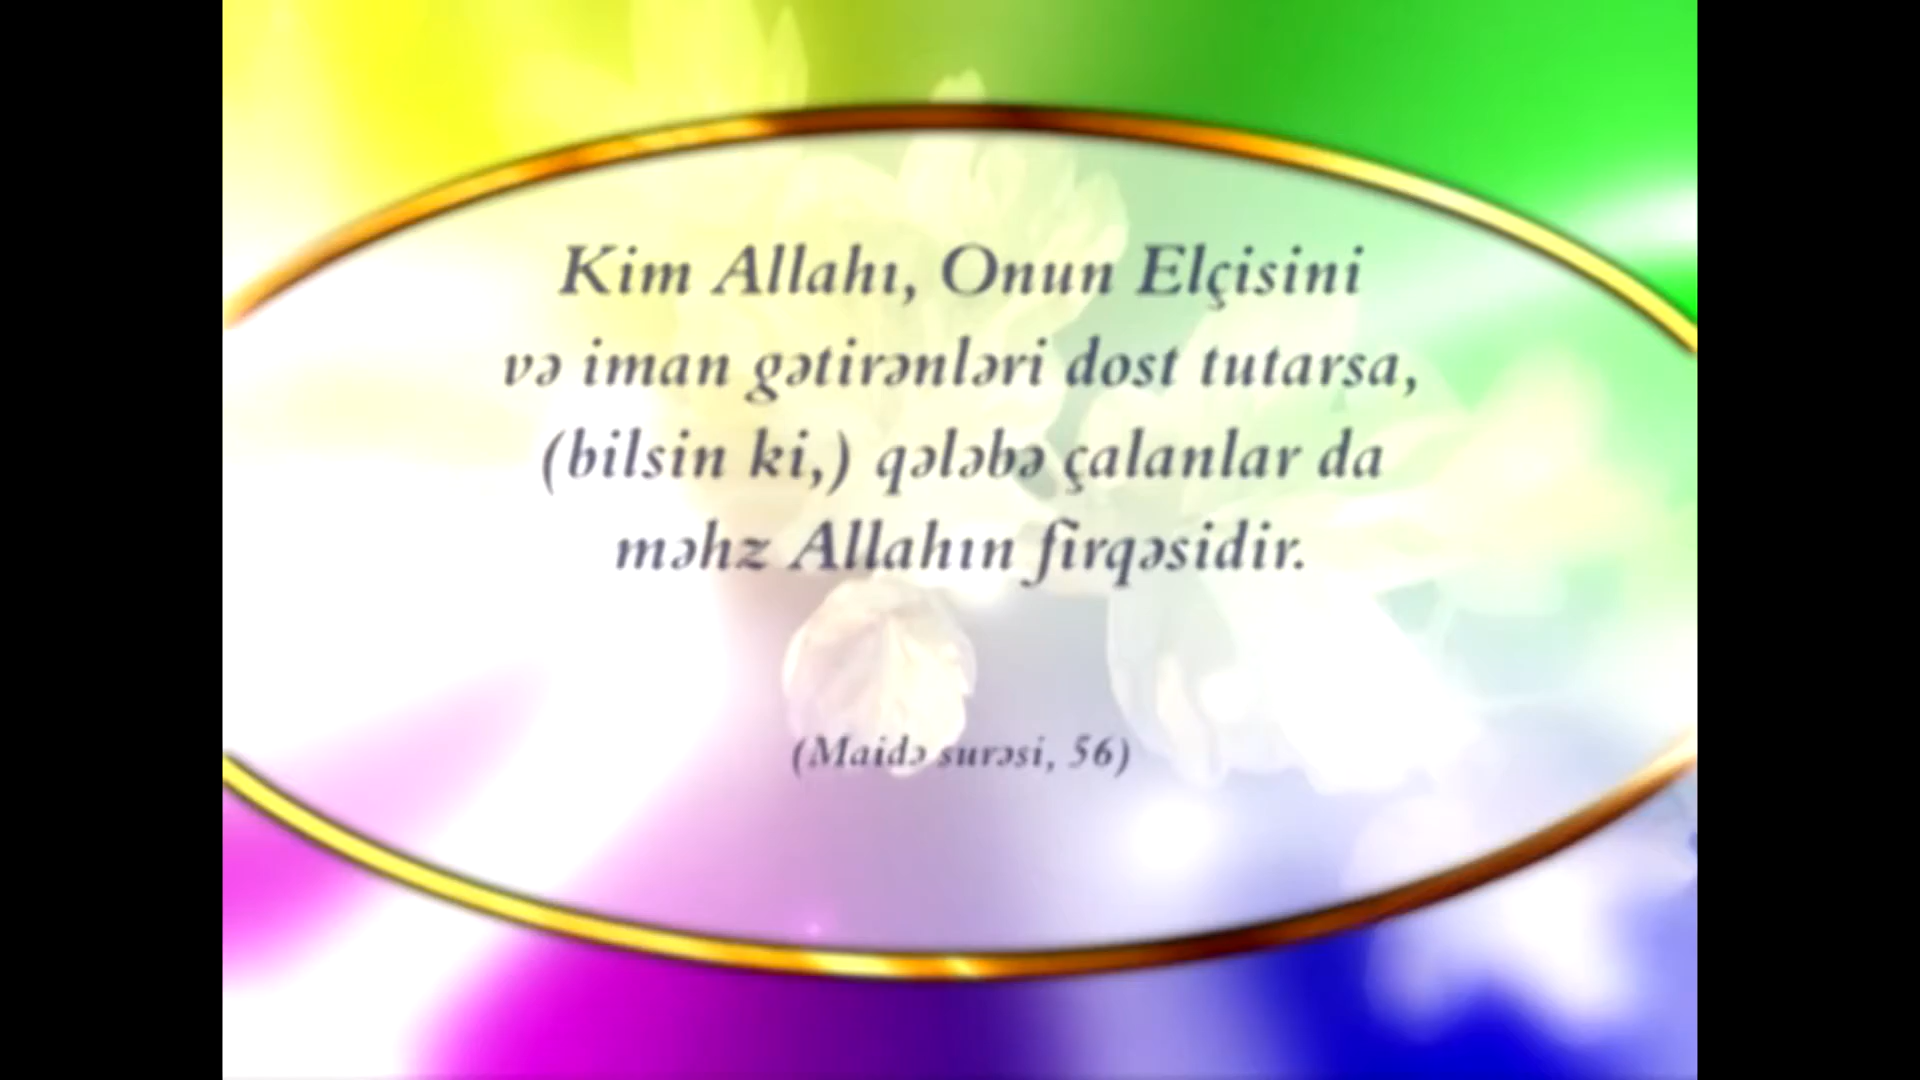 Kim Allahı, Onun Elçisini
və iman gətirənləri dost tutarsa,
(bilsin ki,) qələbə çalanlar da
məhz Allahın firqəsidir.
(Maidə surəsi, 56)